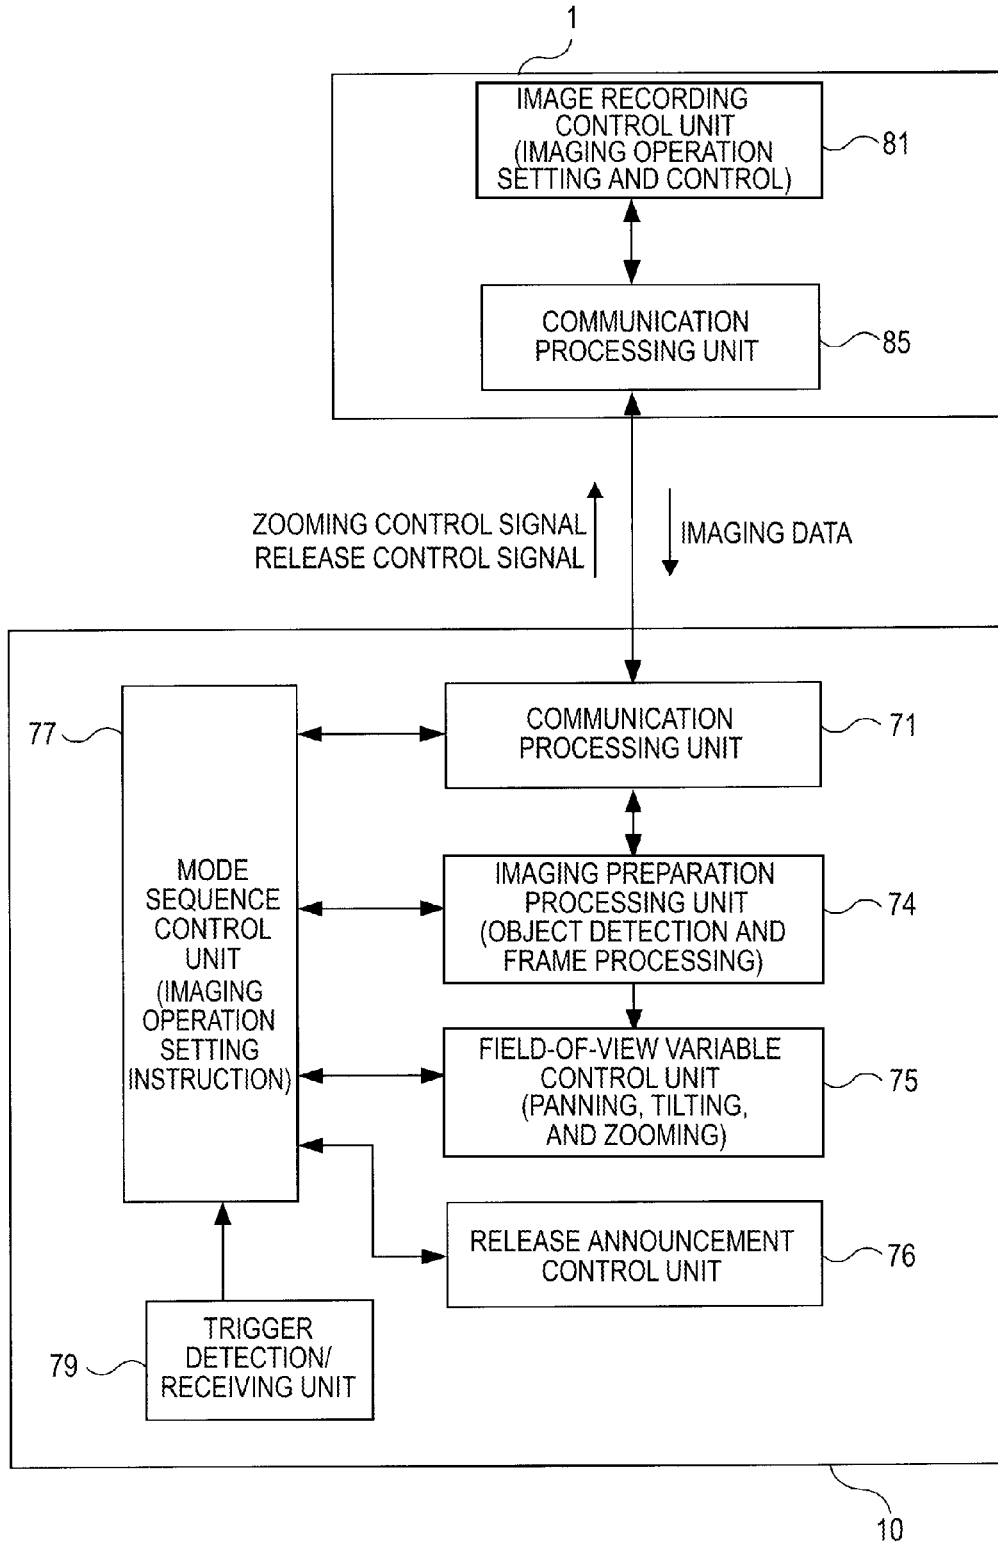 1
IMAGE RECORDING
CONTROL UNIT
(IMAGING OPERATION
SETTING AND CONTROL)
81
COMMUNICATION
PROCESSING UNIT
85
ZOOMING CONTROL SIGNAL
RELEASE CONTROL SIGNAL
IMAGING DATA
77
MODE
SEQUENCE
CONTROL
UNIT
(IMAGING
OPERATION
SETTING
INSTRUCTION)
COMMUNICATION
PROCESSING UNIT
71
IMAGING PREPARATION
PROCESSING UNIT
(OBJECT DETECTION AND
FRAME PROCESSING)
74
FIELD-OF-VIEW VARIABLE
CONTROL UNIT
(PANNING, TILTING,
AND ZOOMING)
75
RELEASE ANNOUNCEMENT
CONTROL UNIT
76
79
TRIGGER
DETECTION/
RECEIVING UNIT
10